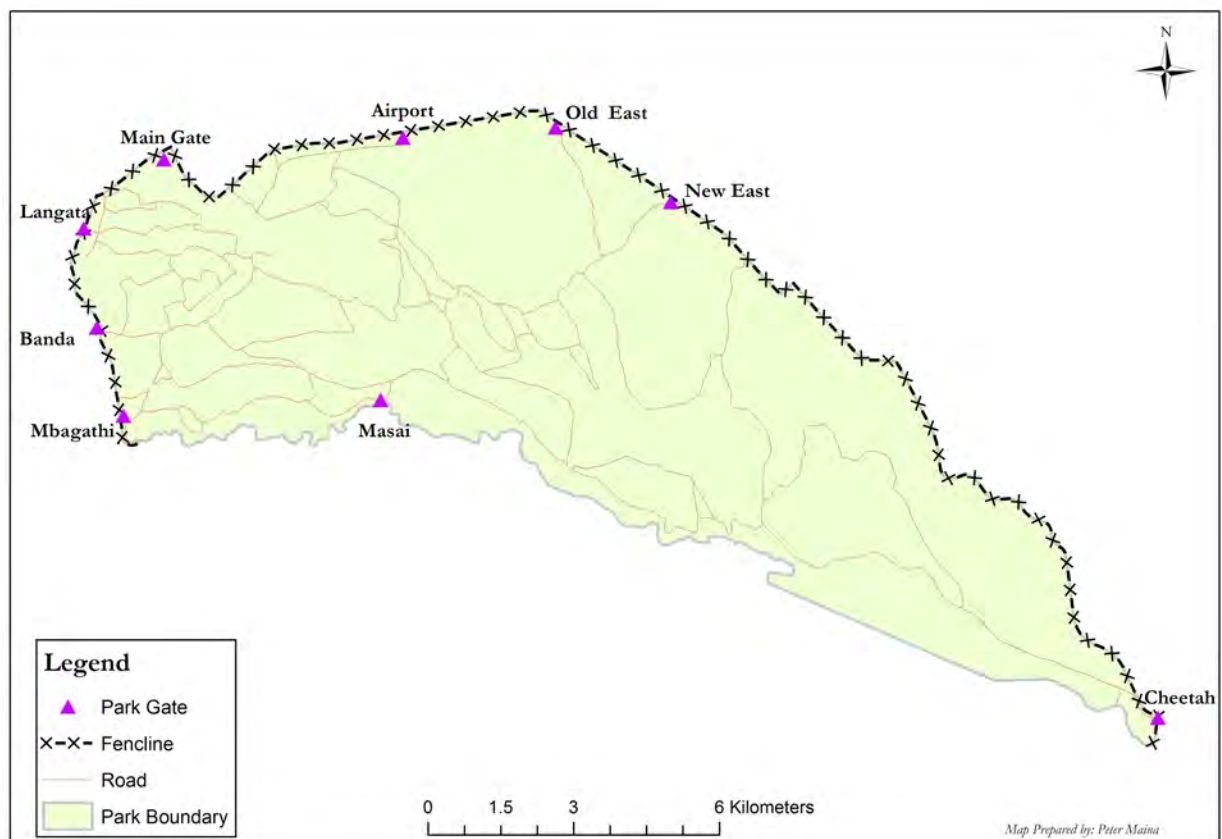 N
Airport
Old  East
Main Gate
New East
Langata
Banda
Mbagathi
Masai
Cheetah
Legend
Park Gate
Fencline
Road
Park Boundary
0 1.5 3 6 Kilometers
Map Prepared by: Peter Maina